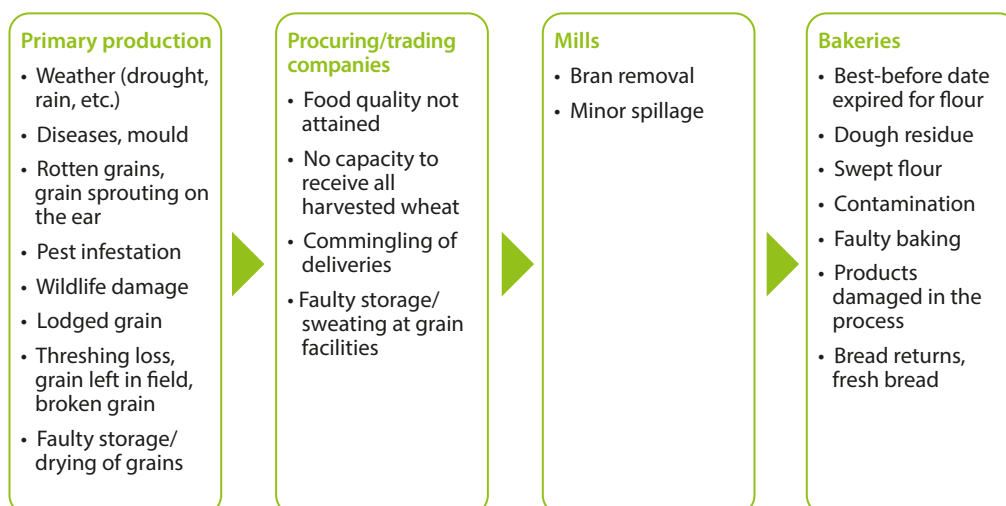 Primary production
• Weather (drought,
rain, etc.)
• Diseases, mould
• Rotten grains,
grain sprouting on
the ear
• Pest infestation
• Wildlife damage
• Lodged grain
• Threshing loss,
grain left in field,
broken grain
• Faulty storage/
drying of grains
Procuring/trading
companies
• Food quality not
attained
• No capacity to
receive all
harvested wheat
• Commingling of
deliveries
• Faulty storage/
sweating at grain
facilities
Mills
• Bran removal
• Minor spillage
Bakeries
• Best-before date
expired for flour
• Dough residue
• Swept flour
• Contamination
• Faulty baking
• Products
damaged in the
process
• Bread returns,
fresh bread